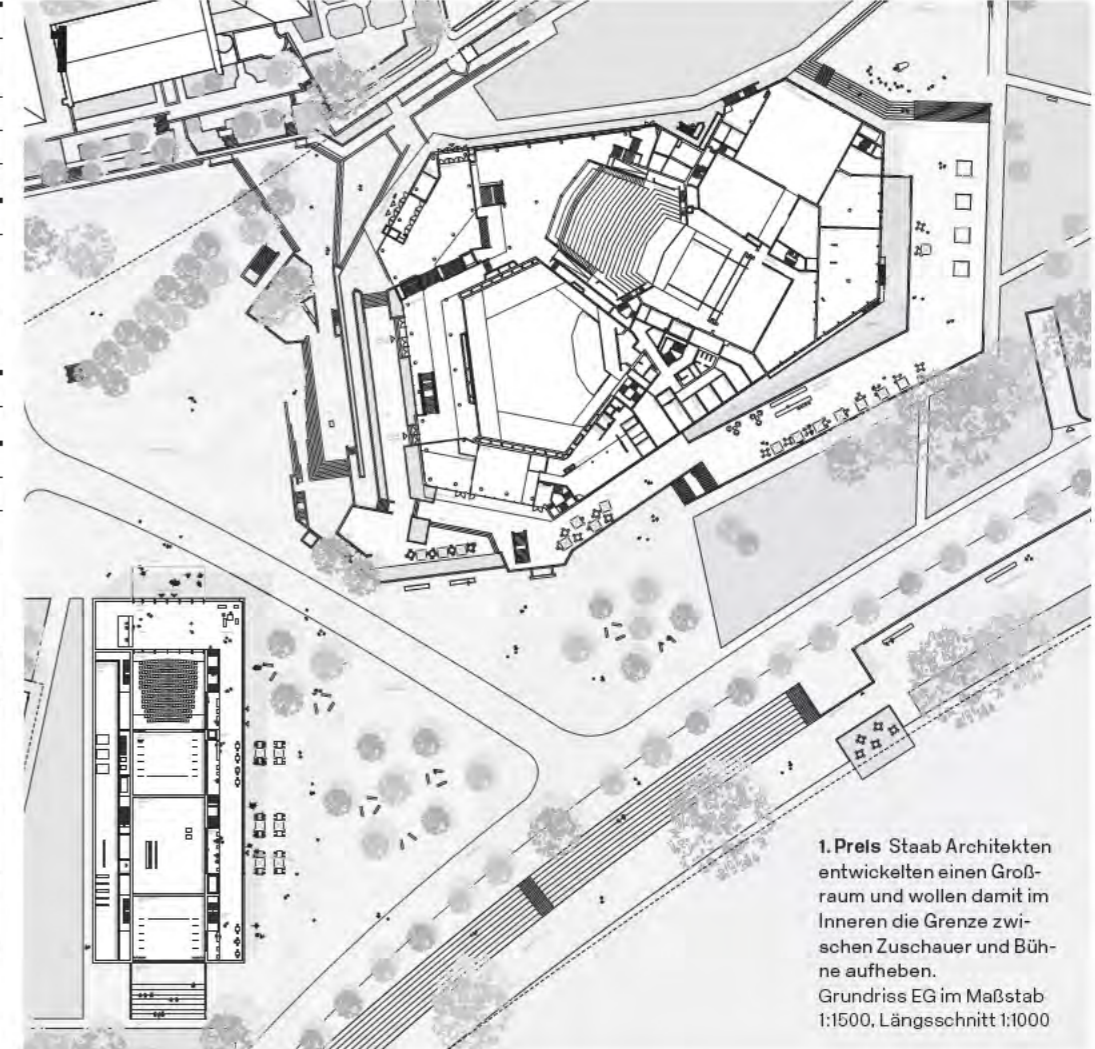 1. Preis Staab Architekten
entwickelten einen Groß-
raum und wollen damit im
Inneren die Grenze zwi-
schen Zuschauer und Büh-
ne aufheben.
Grundriss EG im Maßstab
1:1500, Längsschnitt 1:1000